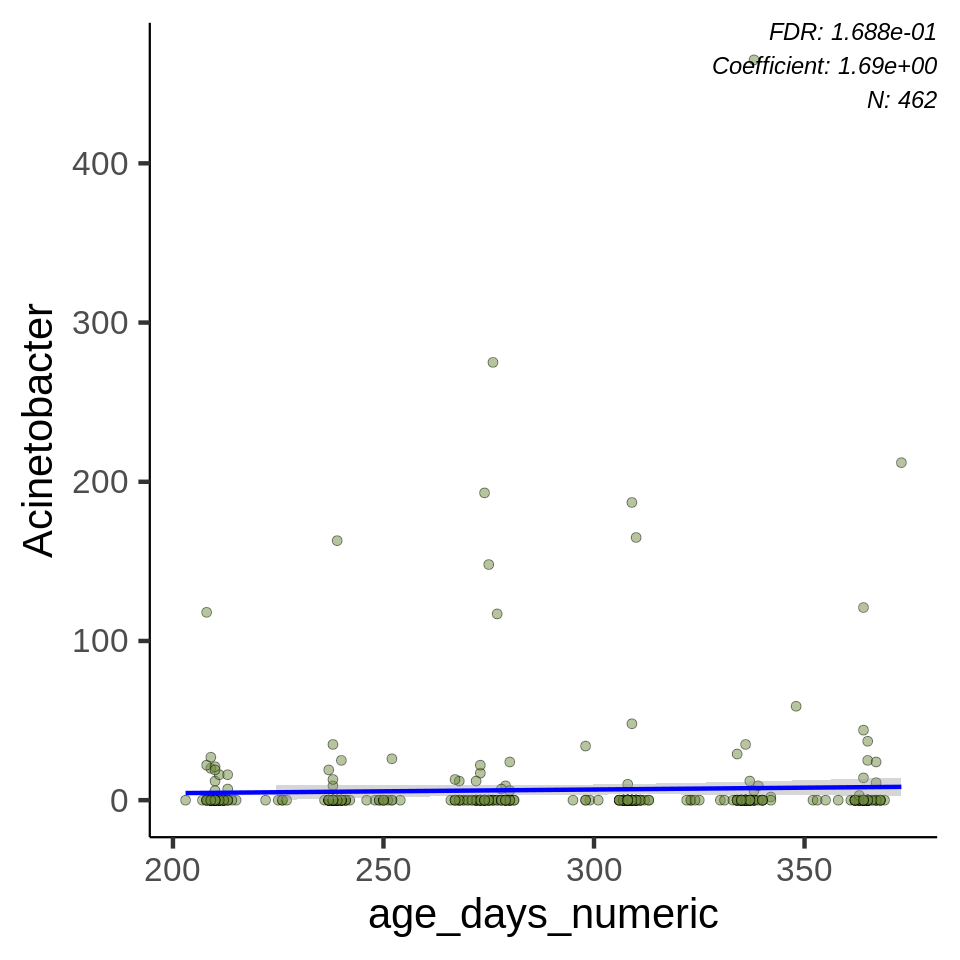 FDR: 1.688e-01
Coefficient: 1.69e+00
N: 462
400
300
200
100
0
Acinetobacter
200 250 300 350
age_days_numeric